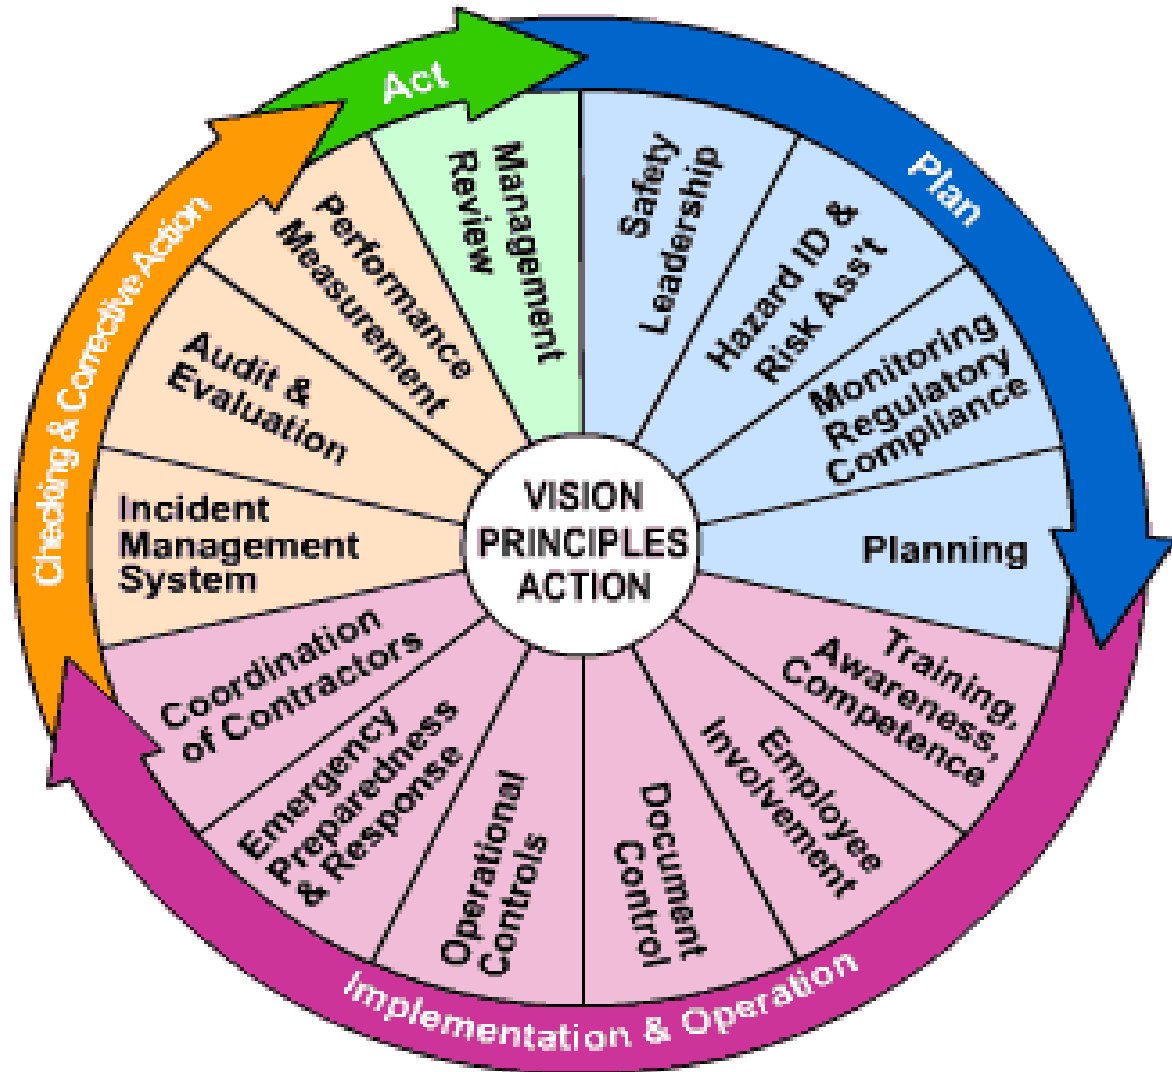 Act
Plan
Implementation & Operation
Checking & Corrective Action
Safety
Leadership
Hazard ID &
Risk Ass't
Monitoring
Regulatory
Compliance
Planning
Training,
Awareness,
Competence
Employee
Involvement
Document
Control
Operational
Controls
Emergency
Preparedness
& Response
Coordination
of Contractors
Incident
Management
System
Audit &
Evaluation
Performance
Measurement
Management
Review
VISION
PRINCIPLES
ACTION